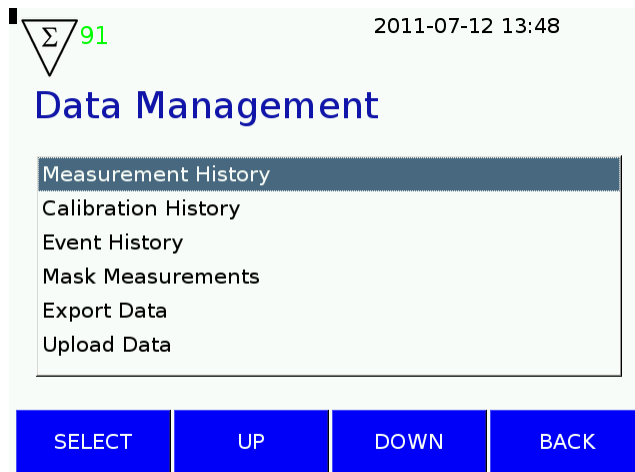 Σ 91 2011-07-12 13:48
Data Management
Measurement History
Calibration History
Event History
Mask Measurements
Export Data
Upload Data
SELECT UP DOWN BACK